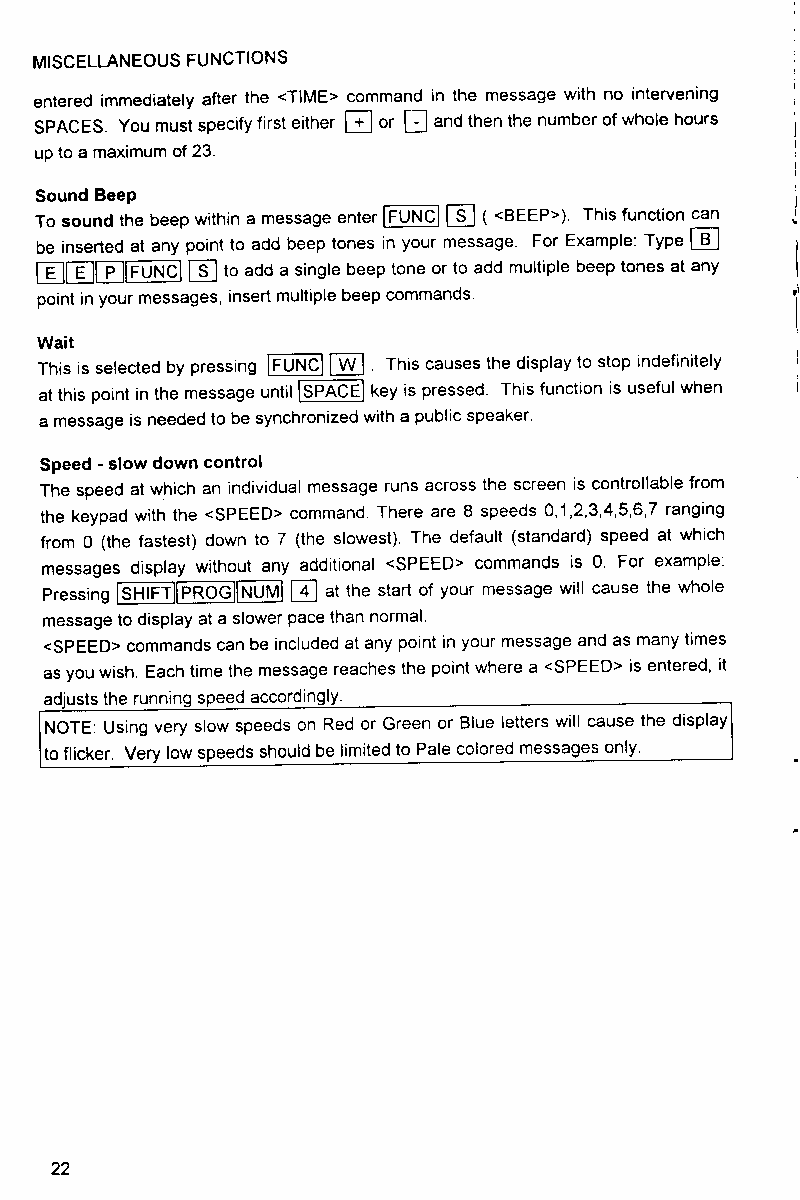 MISCELLANEOUS FUNCTIONS
entered immediately after the <TIME> command in the message with no intervening
SPACES. You must specify first either + or - and then the number of whole hours
up to a maximum of 23.
Sound Beep
To sound the beep within a message enter FUNC S ( <BEEP>). This function can
be inserted at any point to add beep tones in your message. For Example: Type B
E E P FUNC S to add a single beep tone or to add multiple beep tones at any
point in your messages, insert multiple beep commands.
Wait
This is selected by pressing FUNC W . This causes the display to stop indefinitely
at this point in the message until SPACE key is pressed. This function is useful when
a message is needed to be synchronized with a public speaker.
Speed - slow down control
The speed at which an individual message runs across the screen is controllable from
the keypad with the <SPEED> command. There are 8 speeds 0,1,2,3,4,5,6,7 ranging
from 0 (the fastest) down to 7 (the slowest). The default (standard) speed at which
messages display without any additional <SPEED> commands is 0. For example:
Pressing SHIFT PROG NUM 4 at the start of your message will cause the whole
message to display at a slower pace than normal.
<SPEED> commands can be included at any point in your message and as many times
as you wish. Each time the message reaches the point where a <SPEED> is entered, it
adjusts the running speed accordingly.
NOTE: Using very slow speeds on Red or Green or Blue letters will cause the display
to flicker. Very low speeds should be limited to Pale colored messages only.
22